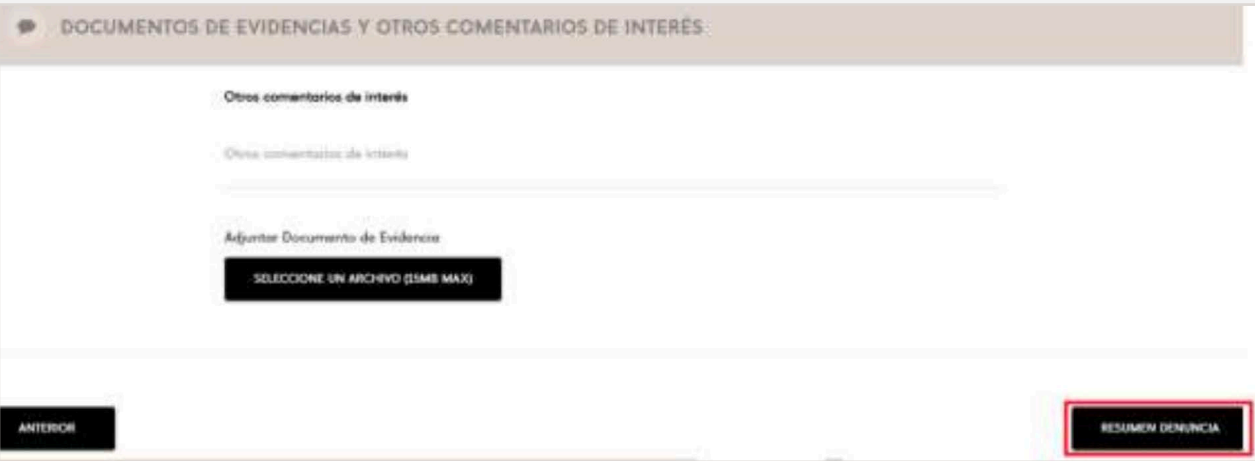 DOCUMENTOS DE EVIDENCIAS Y OTROS COMENTARIOS DE INTERÉS
Otros comentarios de interés
Otros comentarios de interés
Adjuntar Documento de Evidencia
SELECCIONE UN ARCHIVO (15MB MAX)
ANTERIOR
RESUMEN DENUNCIA